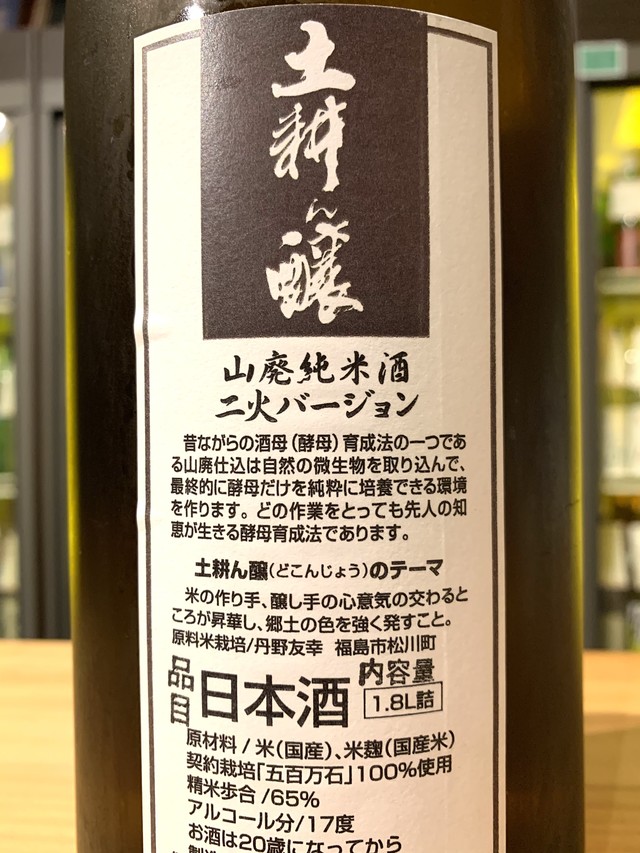 土耕ん醸
山廃純米酒
二火バージョン
昔ながらの酒母(酵母)育成法の一つであ
る山廃仕込は自然の微生物を取り込んで、
最終的に酵母だけを純粋に培養できる環境
を作ります。どの作業をとっても先人の知
恵が生きる酵母育成法であります。
土耕ん醸(どこんじょう)のテーマ
米の作り手、醸し手の心意気の交わると
ころが昇華し、郷土の色を強く発すこと。
原料米栽培/丹野友幸 福島市松川町
品目
日本酒
内容量
1.8L詰
原材料/米(国産)、米麹(国産米)
契約栽培「五百万石」100%使用
精米歩合/65%
アルコール分/17度
お酒は20歳になってから